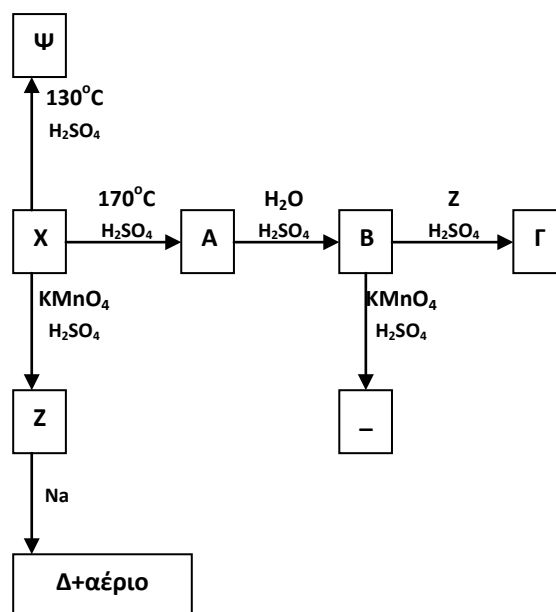 Ψ
130°C
H₂SO₄
170°C
H₂O
Z
X
H₂SO₄
A
H₂SO₄
B
H₂SO₄
Γ
KMnO₄
KMnO₄
H₂SO₄
H₂SO₄
Z
–
Na
Δ+αέριο